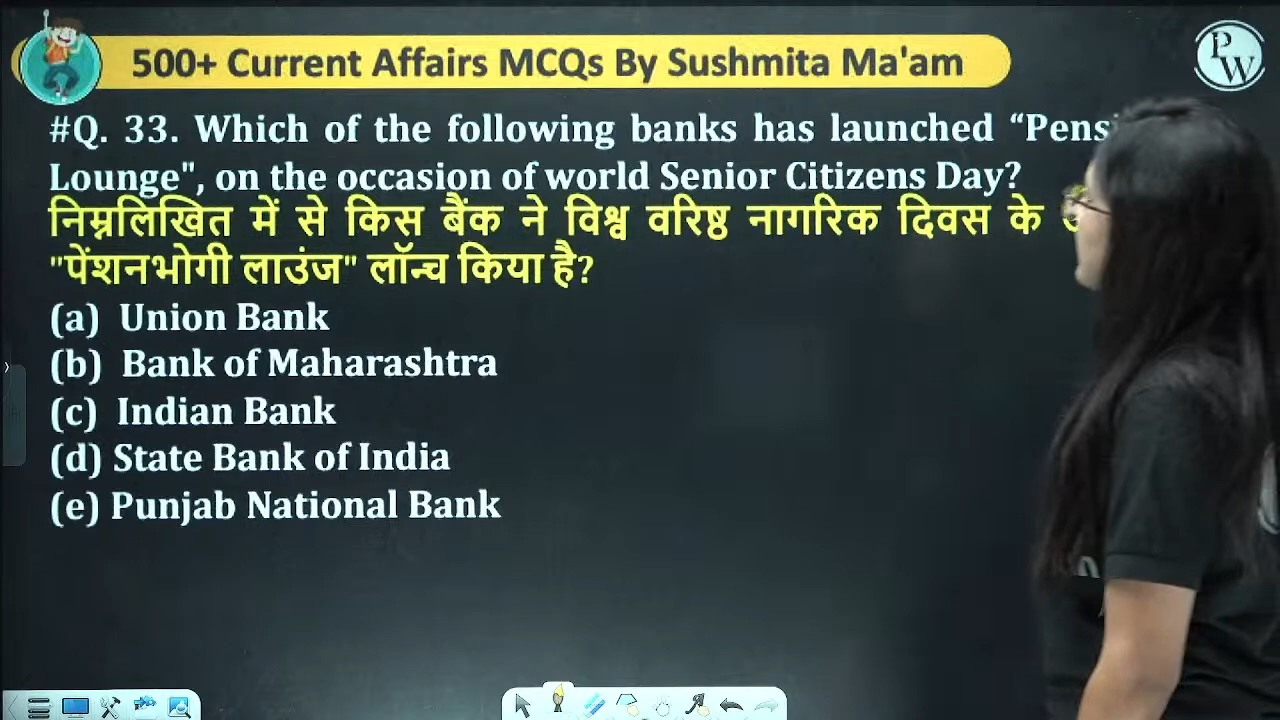 500+ Current Affairs MCQs By Sushmita Ma'am
PW
#Q. 33. Which of the following banks has launched “Pensi
Lounge", on the occasion of world Senior Citizens Day?
निम्नलिखित में से किस बैंक ने विश्व वरिष्ठ नागरिक दिवस के
"पेंशनभोगी लाउंज" लॉन्च किया है?
(a) Union Bank
(b) Bank of Maharashtra
(c) Indian Bank
(d) State Bank of India
(e) Punjab National Bank